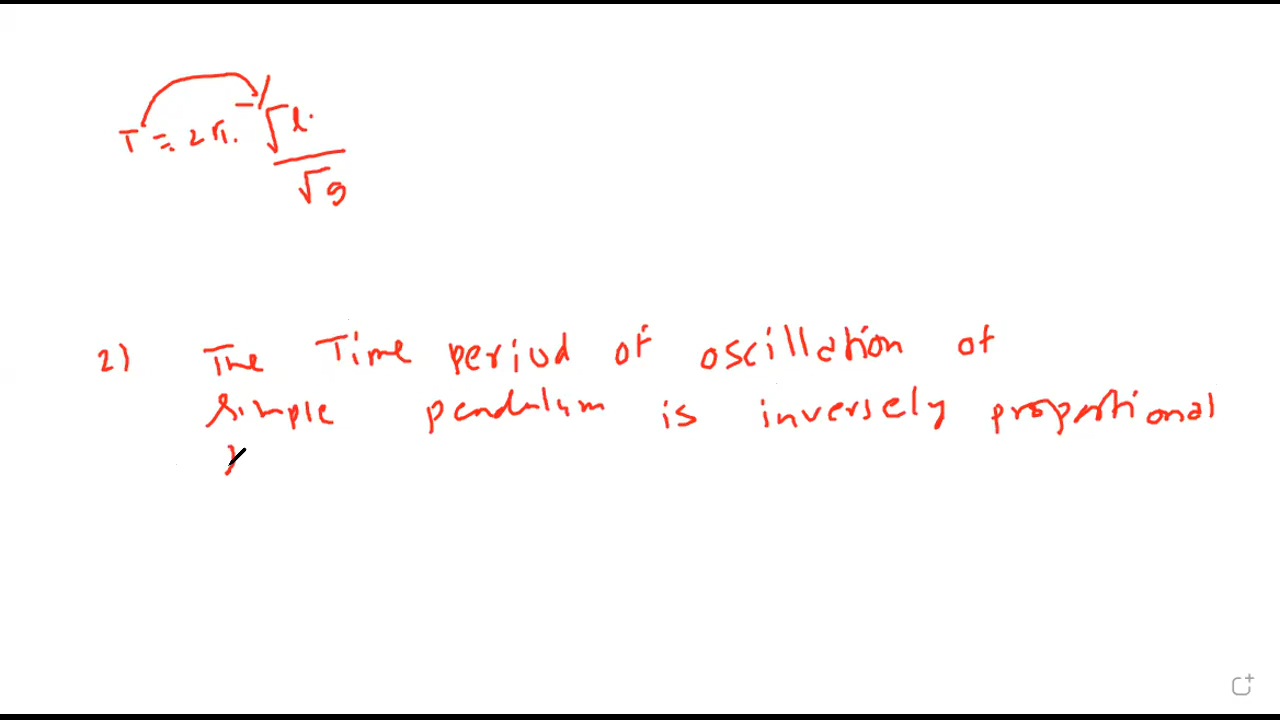 T = 2π. √l. / √g
2) The Time period of oscillation of
simple pendulum is inversely proportional